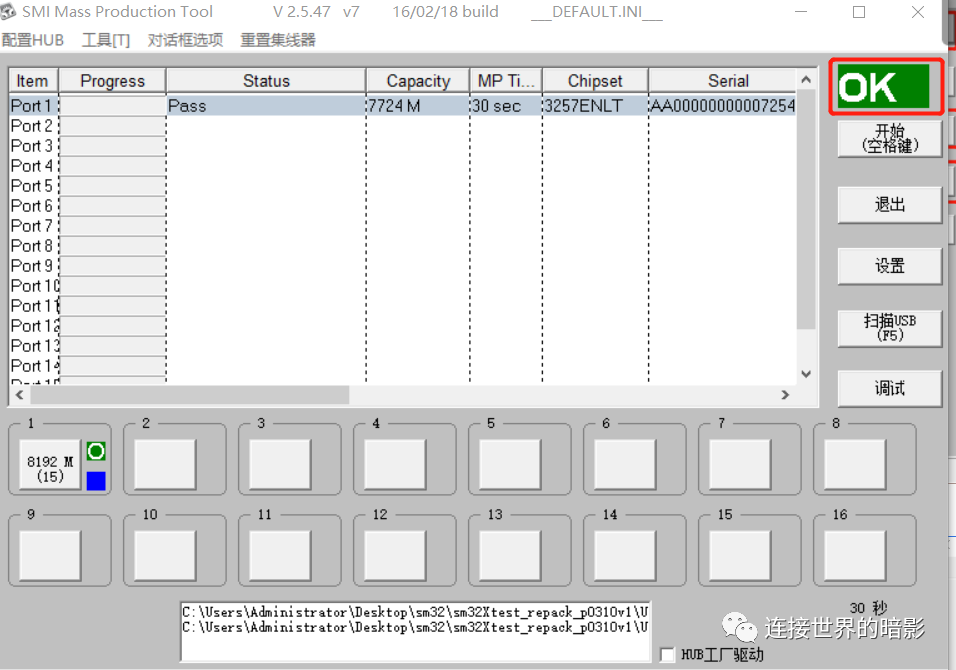 SMI Mass Production Tool V 2.5.47 v7 16/02/18 build ___DEFAULT.INI___
配置HUB 工具[T] 对话框选项 重置集线器
Item Progress Status Capacity MP Ti... Chipset Serial
Port 1 Pass 7724 M 30 sec 3257ENLT AA00000000007254
Port 2
Port 3
Port 4
Port 5
Port 6
Port 7
Port 8
Port 9
Port 10
Port 11
Port 12
Port 13
Port 14
OK
开始
(空格键)
退出
设置
扫描USB
(F5)
调试
1 2 3 4 5 6 7 8
8192 M
(15)
9 10 11 12 13 14 15 16
C:\Users\Administrator\Desktop\sm32\sm32Xtest_repack_p0310v1\U
C:\Users\Administrator\Desktop\sm32\sm32Xtest_repack_p0310v1\U
30 秒
连接世界的暗影
HUB工厂驱动